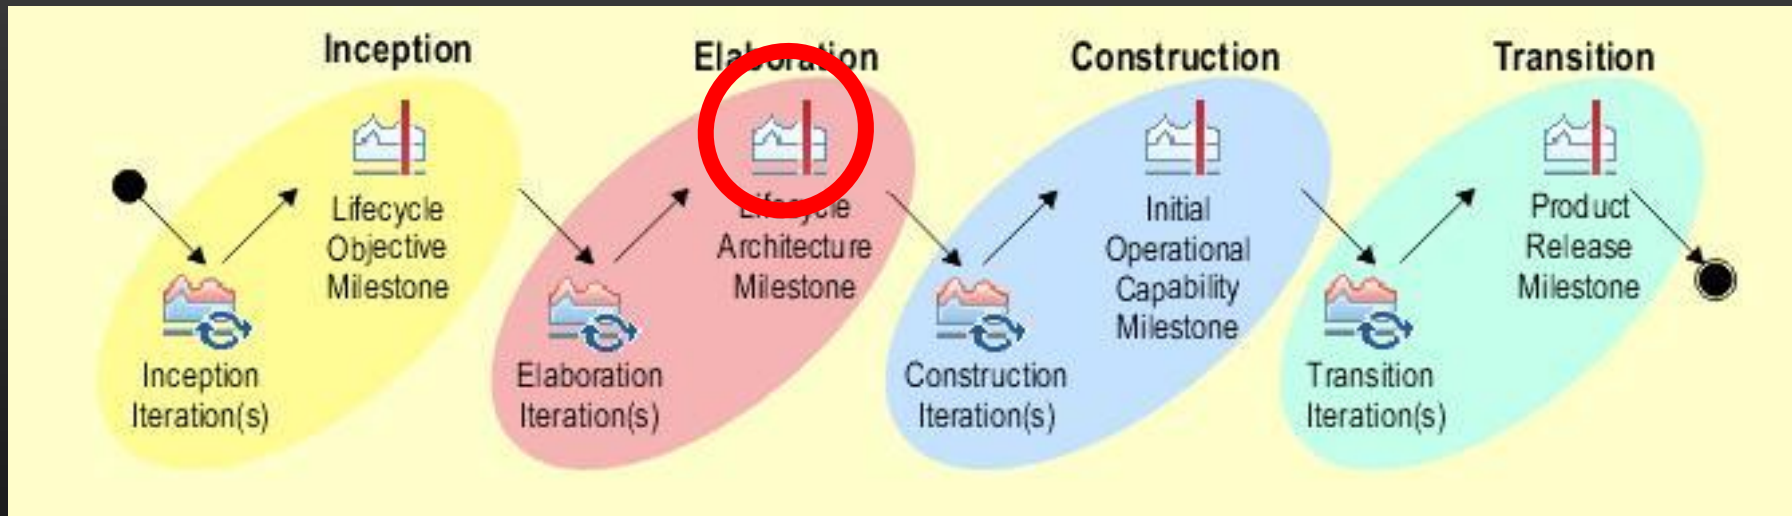 Inception
Elaboration
Construction
Transition
Lifecycle
Objective
Milestone
Lifecycle
Architecture
Milestone
Initial
Operational
Capability
Milestone
Product
Release
Milestone
Inception
Iteration(s)
Elaboration
Iteration(s)
Construction
Iteration(s)
Transition
Iteration(s)